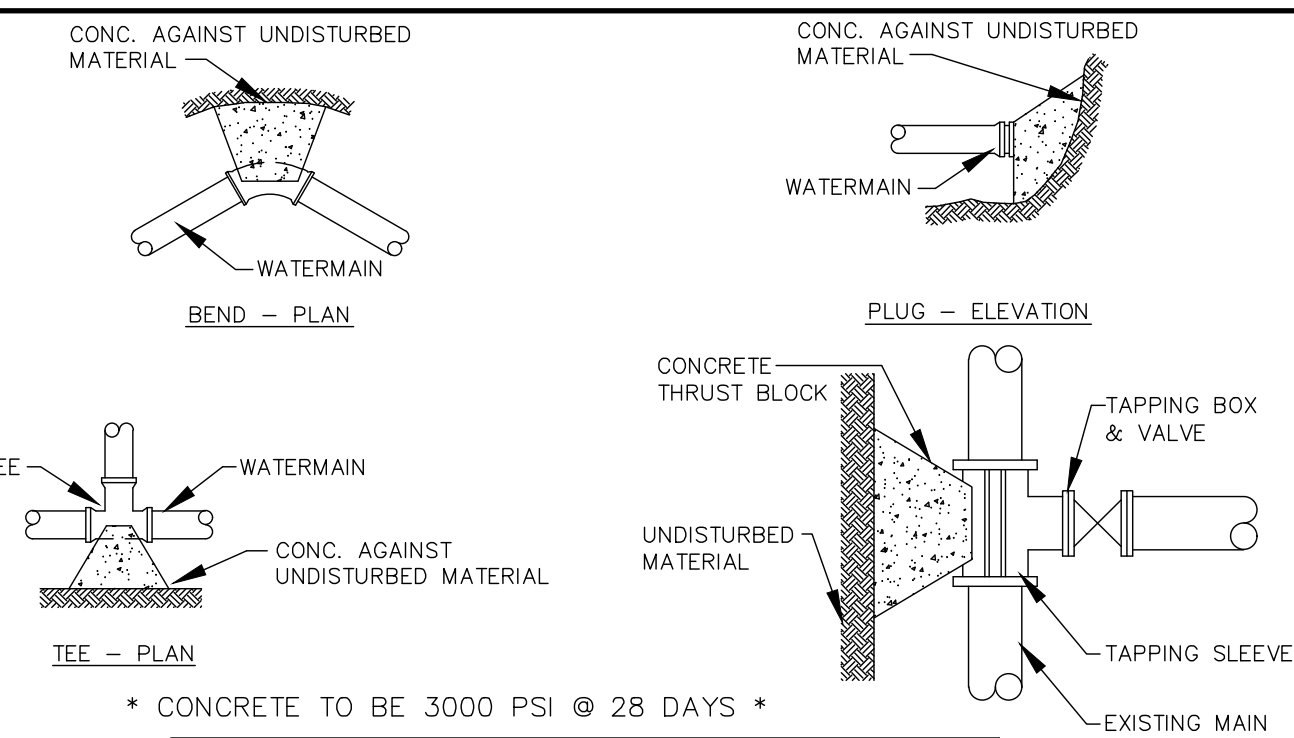 CONC. AGAINST UNDISTURBED
MATERIAL
WATERMAIN
BEND – PLAN
CONC. AGAINST UNDISTURBED
MATERIAL
WATERMAIN
PLUG – ELEVATION
EE
WATERMAIN
CONC. AGAINST
UNDISTURBED MATERIAL
TEE – PLAN
CONCRETE
THRUST BLOCK
TAPPING BOX
& VALVE
UNDISTURBED
MATERIAL
TAPPING SLEEVE
EXISTING MAIN
* CONCRETE TO BE 3000 PSI @ 28 DAYS *